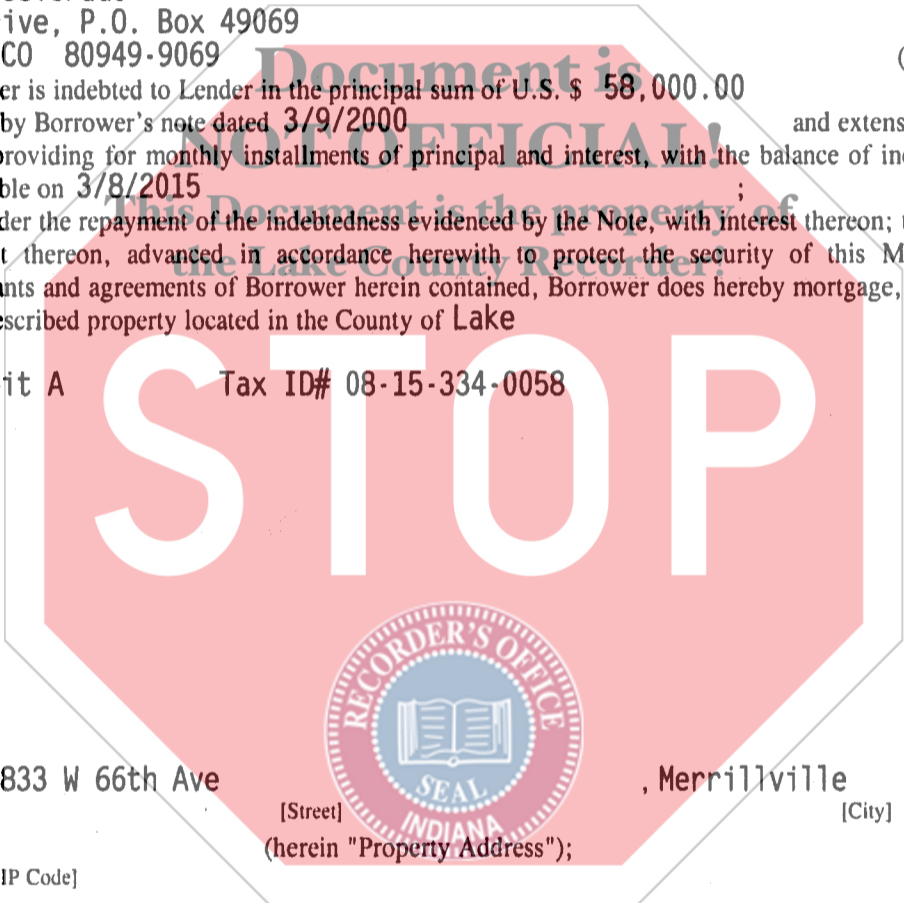 ive, P.O. Box 49069
CO 80949-9069
Document is
er is indebted to Lender in the principal sum of U.S. $ 58,000.00
by Borrower's note dated 3/9/2000 and extens
NOT OFFICIAL!
roviding for monthly installments of principal and interest, with the balance of in
ble on 3/8/2015 ;
This Document is the property of
der the repayment of the indebtedness evidenced by the Note, with interest thereon; t
the Lake County Recorder!
t thereon, advanced in accordance herewith to protect the security of this M
nts and agreements of Borrower herein contained, Borrower does hereby mortgage,
scribed property located in the County of Lake
it A Tax ID# 08-15-334-0058
STOP
RECORDER'S OFFICE
SEAL
INDIANA
833 W 66th Ave , Merrillville
[Street] [City]
(herein "Property Address");
IP Code]